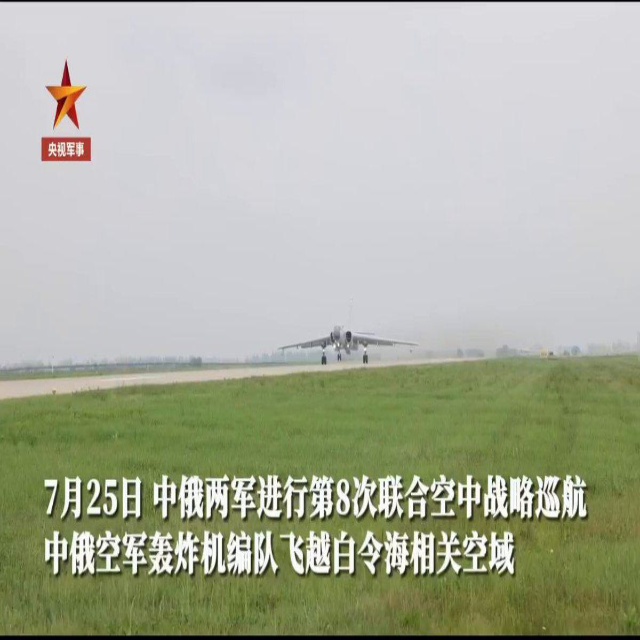 央视军事
7月25日 中俄两军进行第8次联合空中战略巡航
中俄空军轰炸机编队飞越白令海相关空域